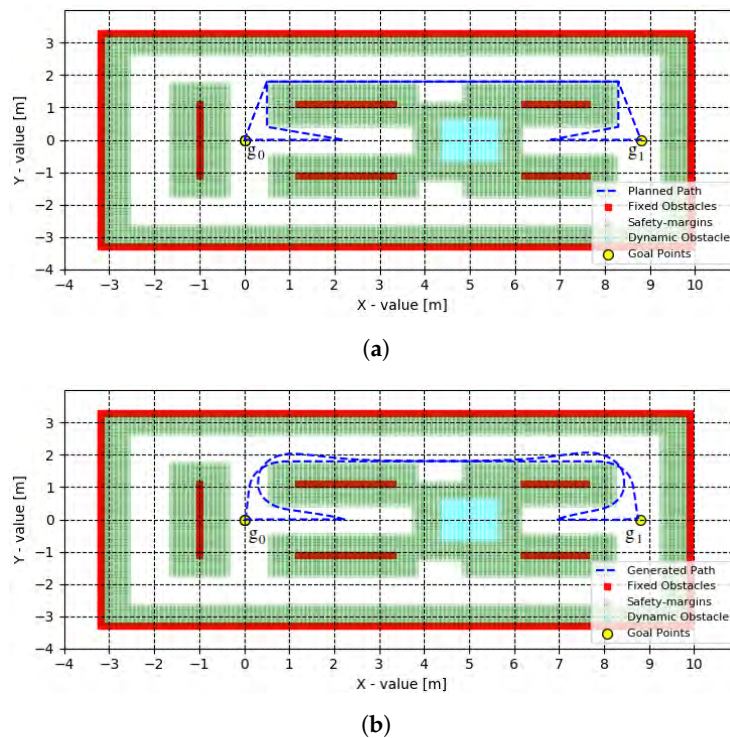 3
2
1
0
−1
−2
−3
−4
Y - value [m]
g0
g1
Planned Path
Fixed Obstacles
Safety-margins
Dynamic Obstacle
Goal Points
−4 −3 −2 −1 0 1 2 3 4 5 6 7 8 9 10
X - value [m]
(a)
3
2
1
0
−1
−2
−3
−4
Y - value [m]
g0
g1
Generated Path
Fixed Obstacles
Safety-margins
Dynamic Obstacle
Goal Points
−4 −3 −2 −1 0 1 2 3 4 5 6 7 8 9 10
X - value [m]
(b)